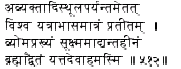 अव्यक्तादिस्थूलपर्यन्तमेतत्
विश्व यत्राभासमात्रं प्रतीतम् ।
व्योमप्रख्यं सूक्ष्ममाद्यन्तहीनं
ब्रह्माद्वैतं यत्तदेवाहमस्मि ॥ ५१२॥